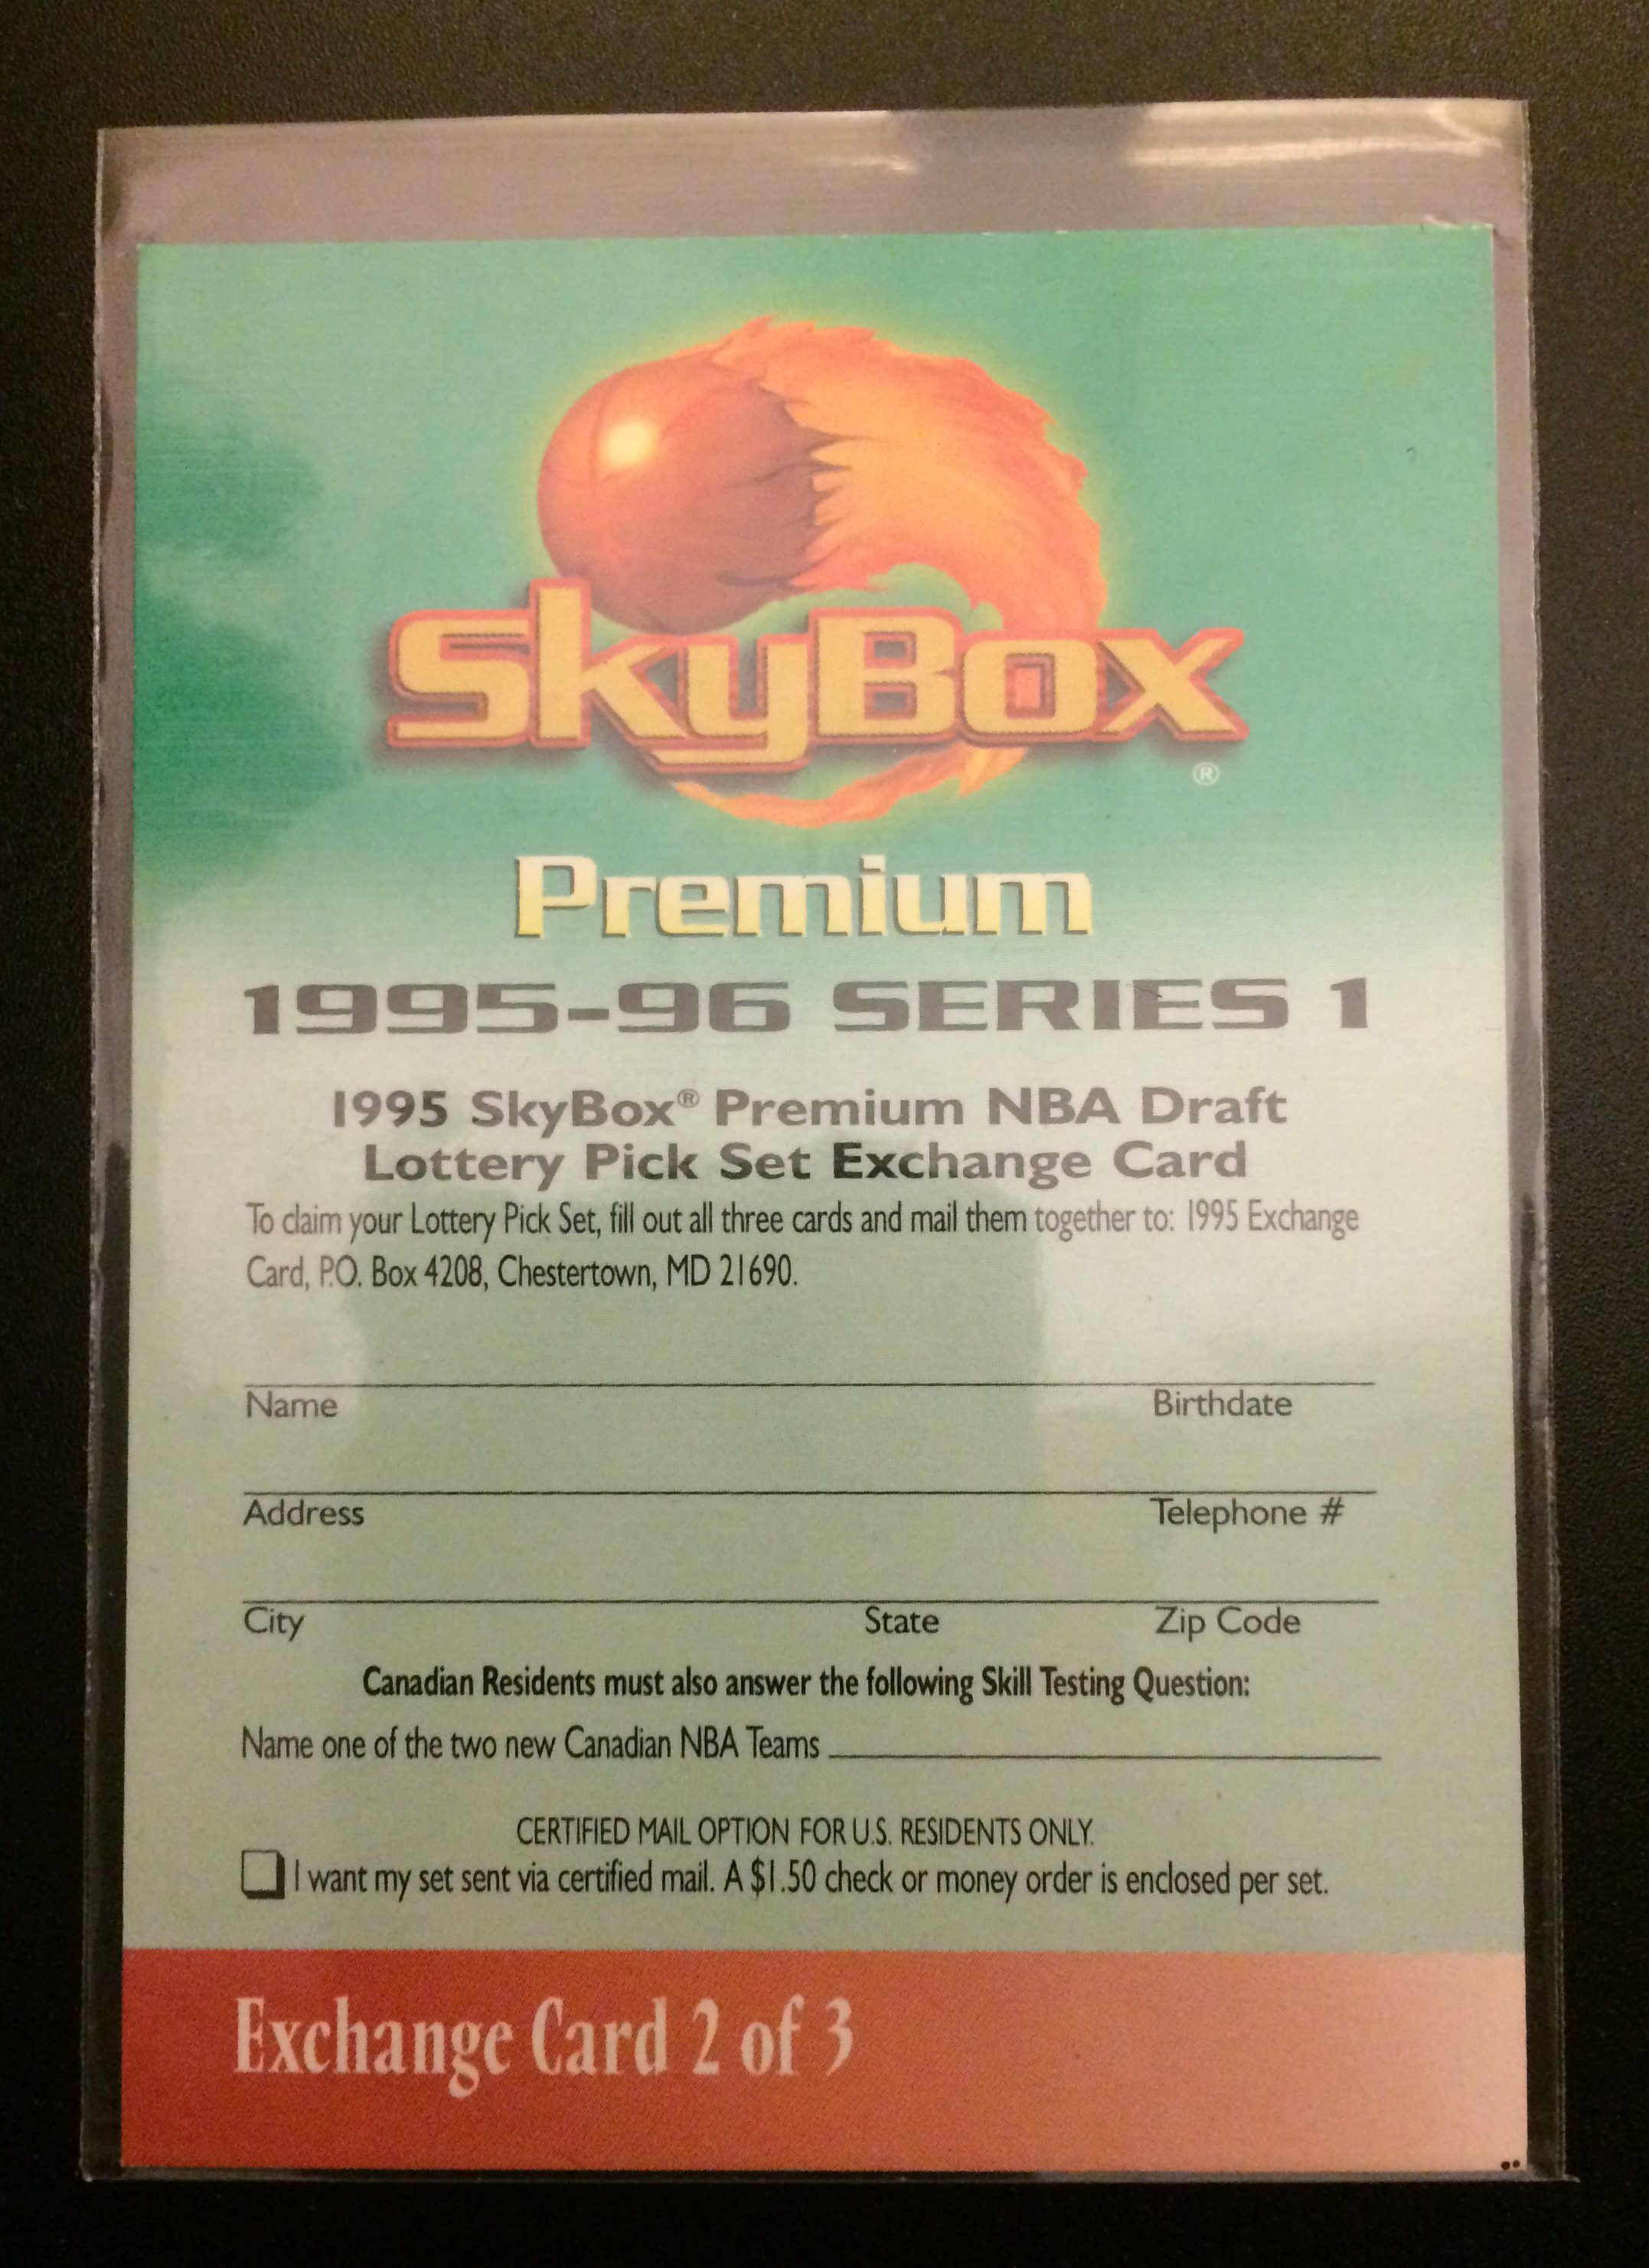 SkyBox®
Premium
1995-96 SERIES 1
1995 SkyBox® Premium NBA Draft
Lottery Pick Set Exchange Card
To claim your Lottery Pick Set, fill out all three cards and mail them together to: 1995 Exchange
Card, P.O. Box 4208, Chestertown, MD 21690.
Name Birthdate
Address Telephone #
City State Zip Code
Canadian Residents must also answer the following Skill Testing Question:
Name one of the two new Canadian NBA Teams
CERTIFIED MAIL OPTION FOR U.S. RESIDENTS ONLY.
I want my set sent via certified mail. A $1.50 check or money order is enclosed per set.
Exchange Card 2 of 3